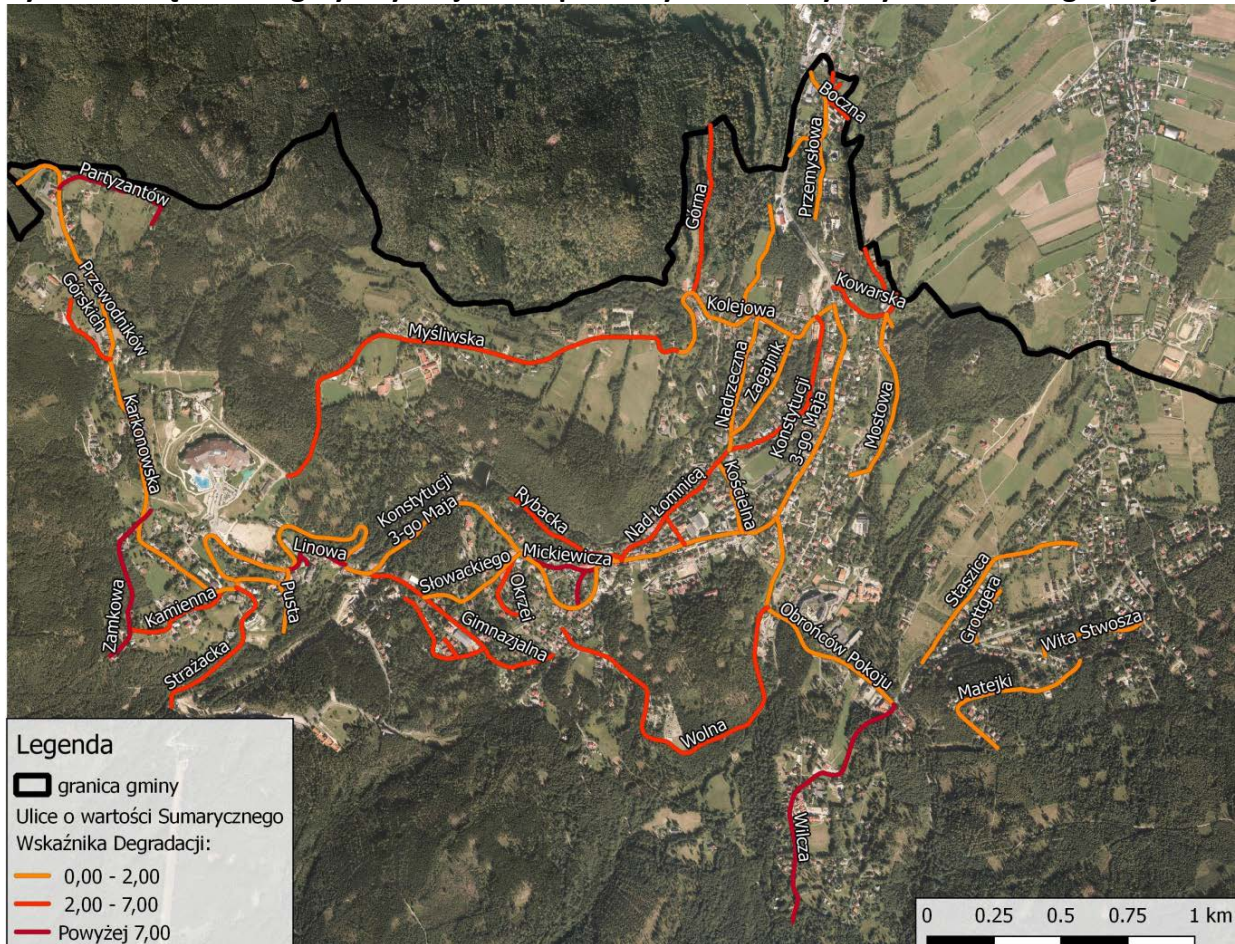 Boczna
Przemysłowa
Partyzantów
Górna
Przewodników
Górskich
Kowarska
Kolejowa
Myśliwska
Nadrzeczna
Zagajnik
Konstytucji
3-go Maja
Mostowa
Karkonowska
Kościelna
Konstytucji
3-go Maja
Rybacka
Nad Łomnicą
Linowa
Mickiewicza
Słowackiego
Okrzei
Staszica
Grottgera
Pusta
Kamienna
Zamkowa
Gimnazjalna
Obrońców Pokoju
Wita Stwosza
Strażacka
Matejki
Wolna
Wilcza
Legenda
granica gminy
Ulice o wartości Sumarycznego
Wskaźnika Degradacji:
0,00 - 2,00
2,00 - 7,00
Powyżej 7,00
0 0.25 0.5 0.75 1 km